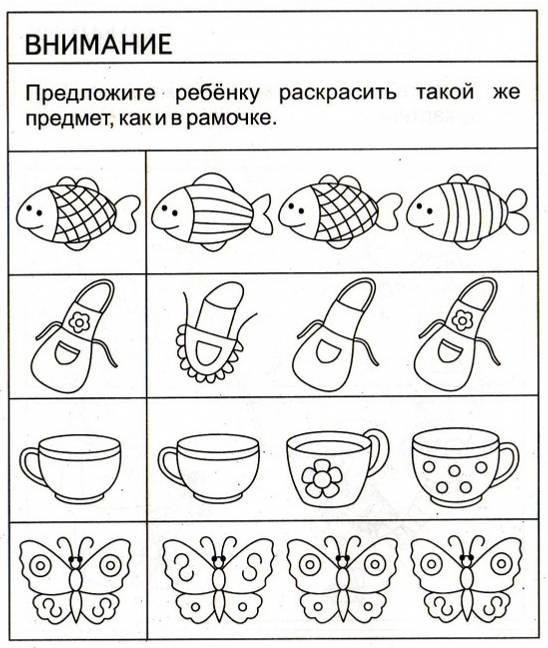 ВНИМАНИЕ
Предложите ребёнку раскрасить такой же
предмет, как и в рамочке.